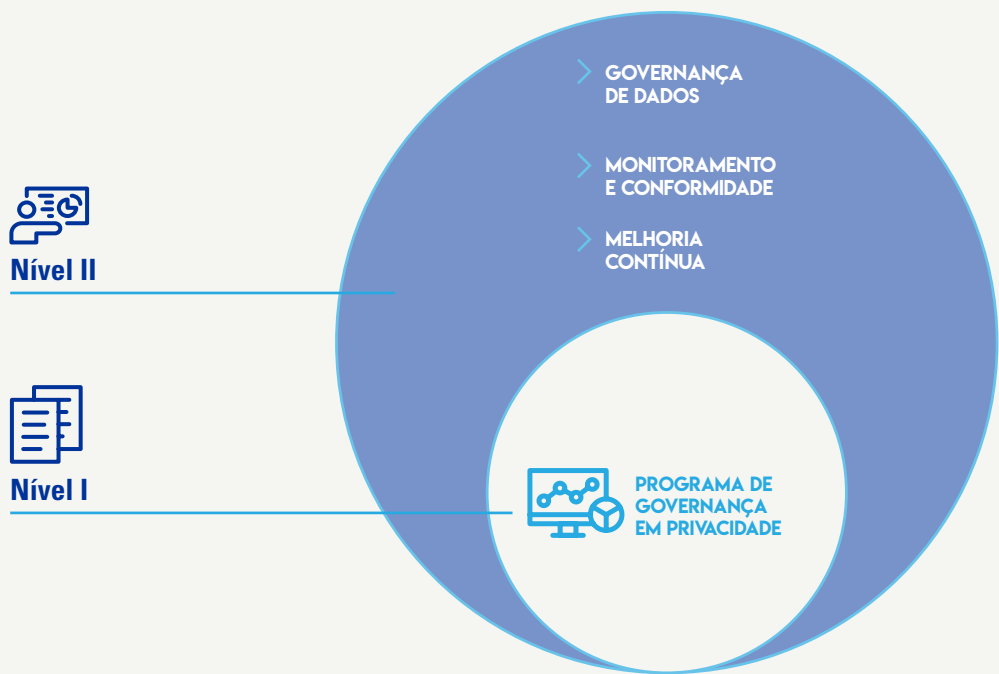 GOVERNANÇA
DE DADOS
MONITORAMENTO
E CONFORMIDADE
MELHORIA
CONTÍNUA
Nível II
Nível I
PROGRAMA DE
GOVERNANÇA
EM PRIVACIDADE